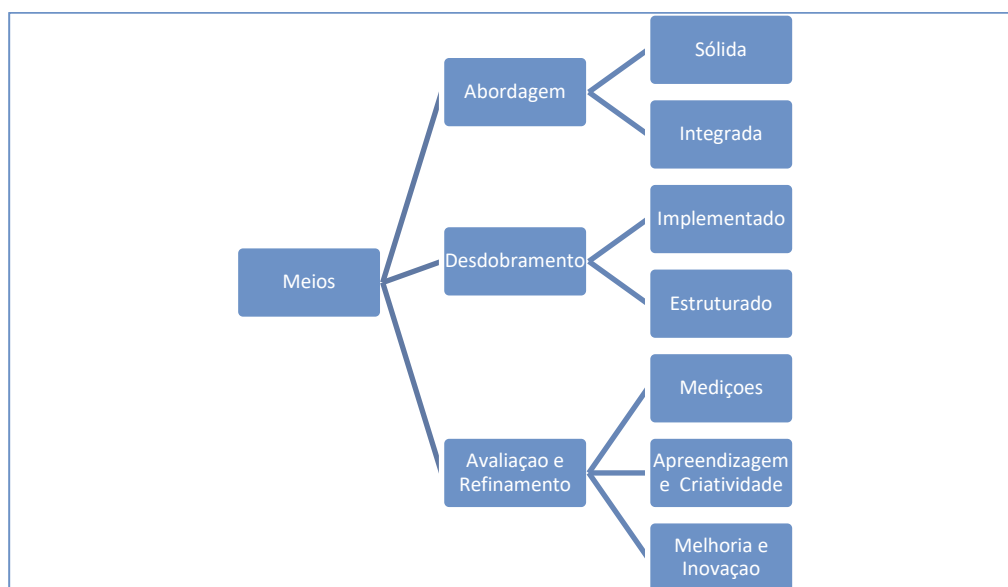 Meios
Abordagem
Sólida
Integrada
Desdobramento
Implementado
Estruturado
Avaliaçao e
Refinamento
Mediçoes
Apreendizagem
e Criatividade
Melhoria e
Inovaçao